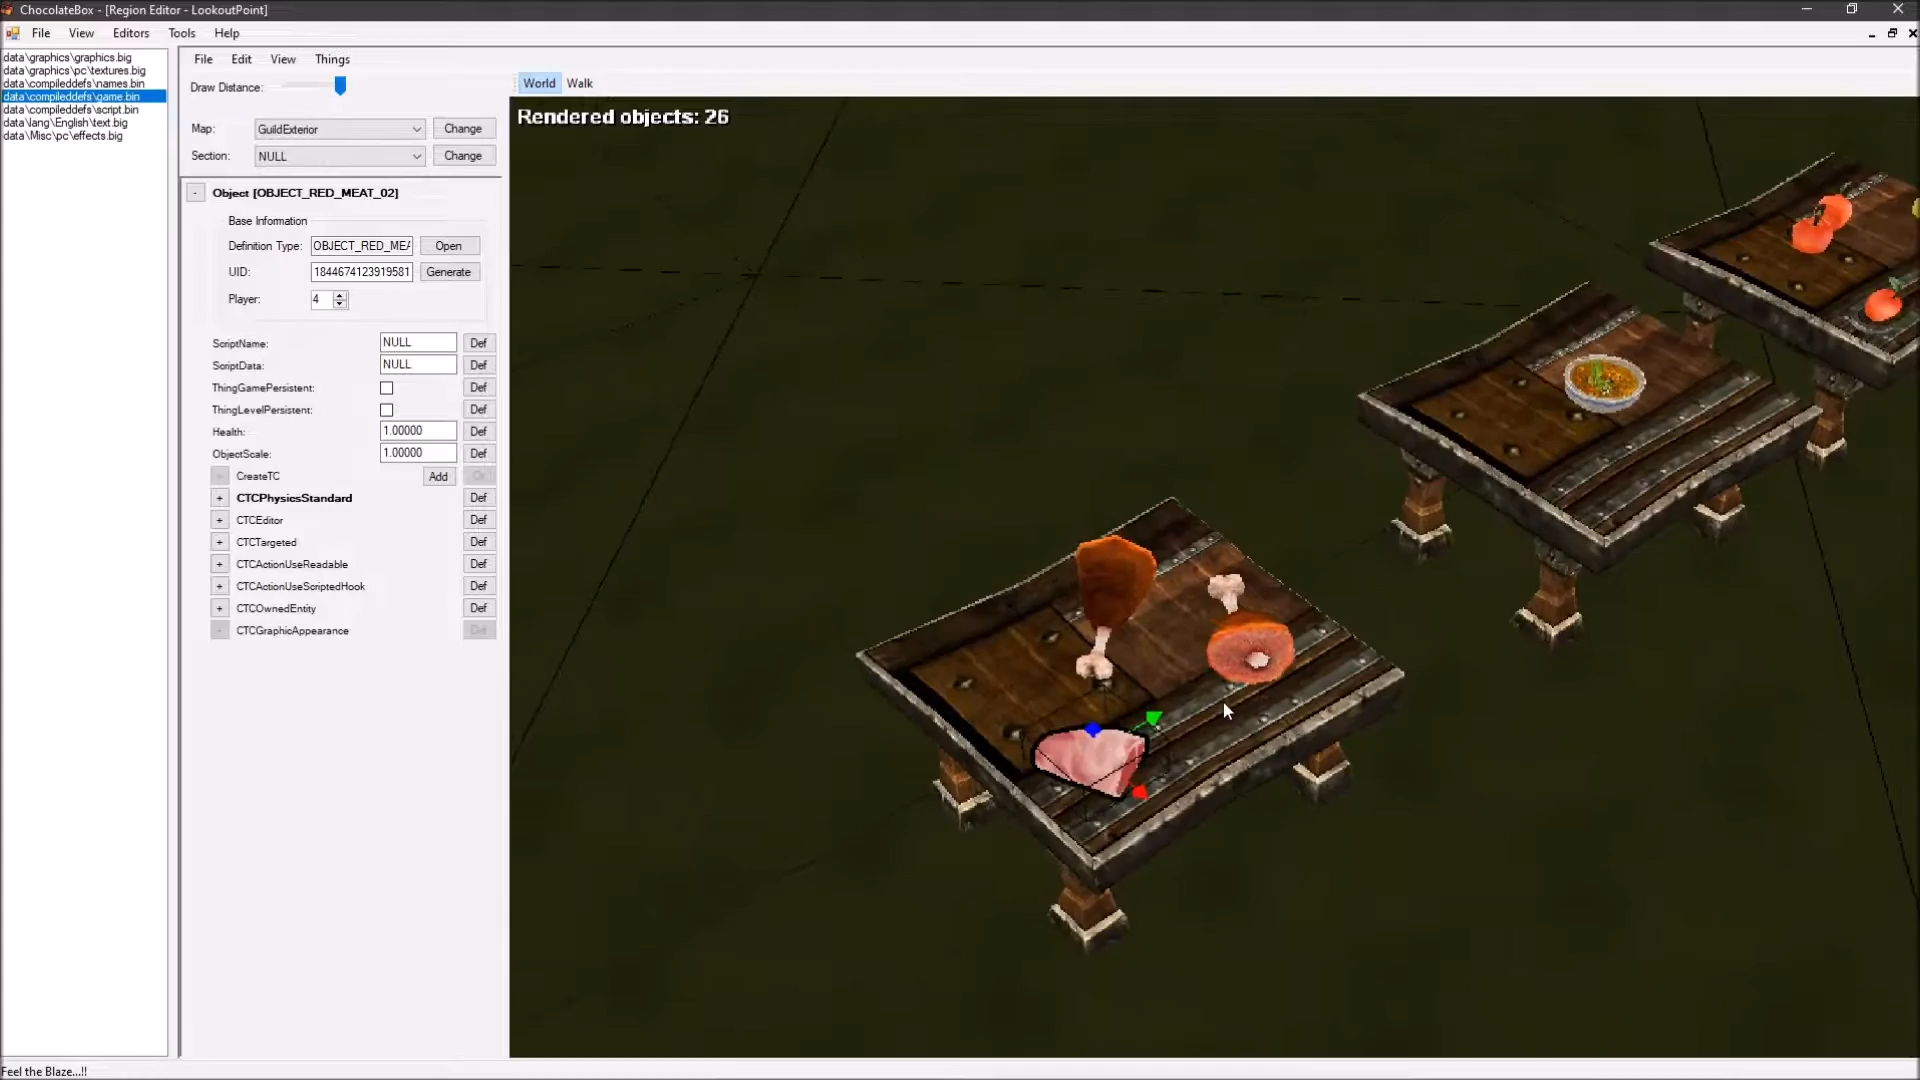 ChocolateBox - [Region Editor - LookoutPoint]
File View Editors Tools Help
data\graphics\graphics.big
data\graphics\pc\textures.big
data\compileddefs\names.bin
data\compileddefs\game.bin
data\compileddefs\script.bin
data\lang\English\text.big
data\Misc\pc\effects.big
File Edit View Things
Draw Distance:
Map: GuildExterior Change
Section: NULL Change
Object [OBJECT_RED_MEAT_02]
Base Information
Definition Type: OBJECT_RED_MEA Open
UID: 1844674123919581 Generate
Player: 4
ScriptName: NULL Def
ScriptData: NULL Def
ThingGamePersistent: Def
ThingLevelPersistent: Def
Health: 1.00000 Def
ObjectScale: 1.00000 Def
CreateTC Add
CTCPhysicsStandard Def
CTCEditor Def
CTCTargeted Def
CTCActionUseReadable Def
CTCActionUseScriptedHook Def
CTCOwnedEntity Def
CTCGraphicAppearance Def
World Walk
Rendered objects: 26
Feel the Blaze...!!